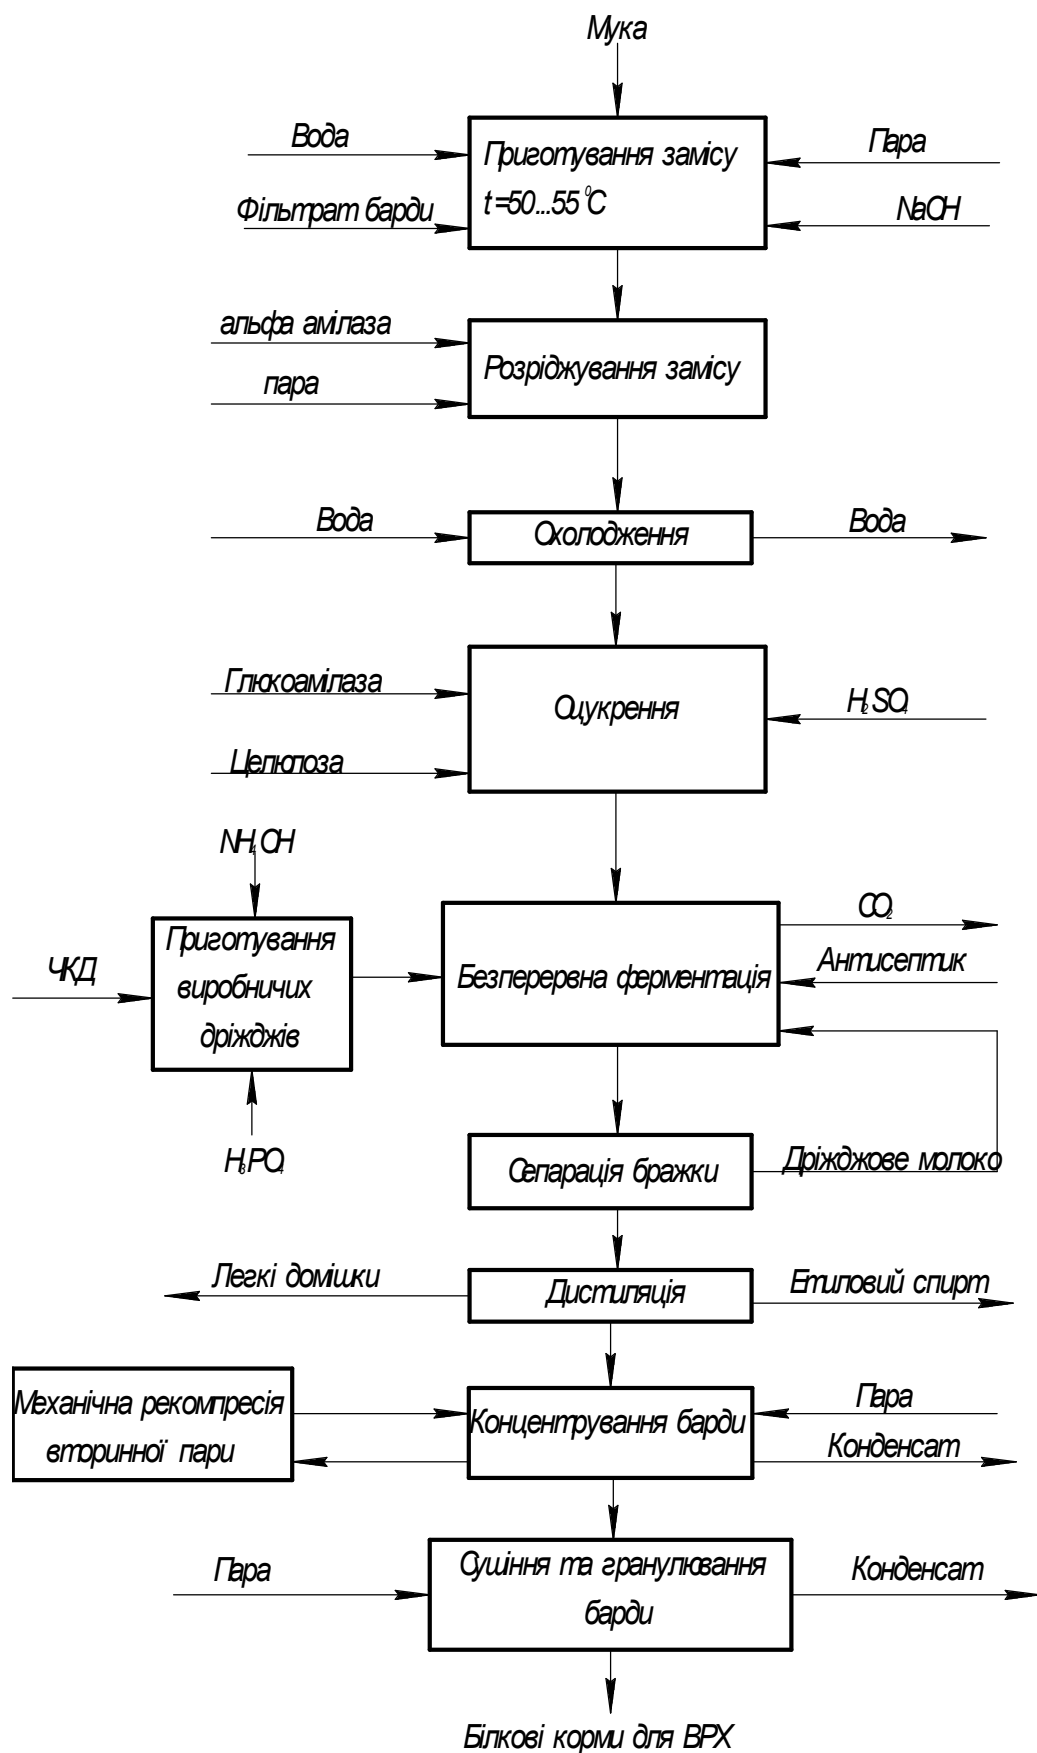 Мука
Вода
Приготування замісу
Пара
t=50...55 °C
Фільтрат барди
NaOH
альфа амілаза
Розріджування замісу
пара
Вода
Охолодження
Вода
Глюкоамілаза
Оцукрення
H₂SO₄
Целюлоза
NH₄OH
CO₂
Приготування
виробничих
дріжджів
ЧКД
Безперервна ферментація
Антисептик
H₃PO₄
Сепарація бражки
Дріжджове молоко
Легкі домішки
Дистиляція
Етиловий спирт
Механічна рекомпресія
вторинної пари
Концентрування барди
Пара
Конденсат
Пара
Сушіння та гранулювання
барди
Конденсат
Білкові корми для ВРХ